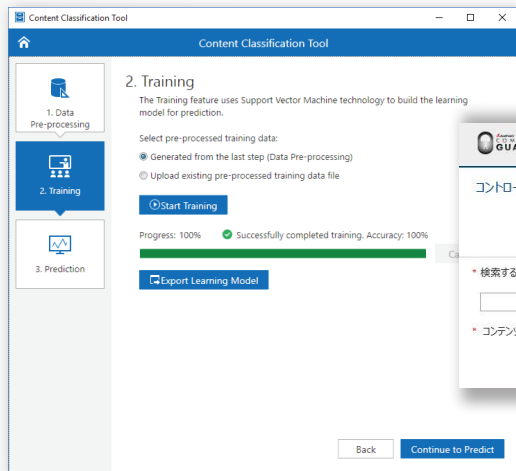 Content Classification Tool
Content Classification Tool
1. Data
Pre-processing
2. Training
3. Prediction
2. Training
The Training feature uses Support Vector Machine technology to build the learning
model for prediction.
Select pre-processed training data:
Generated from the last step (Data Pre-processing)
Upload existing pre-processed training data file
Start Training
Progress: 100% Successfully completed training. Accuracy: 100%
Ca
Export Learning Model
Back
Continue to Predict
COM
GUA
コントロー
* 検索する
* コンテンツ